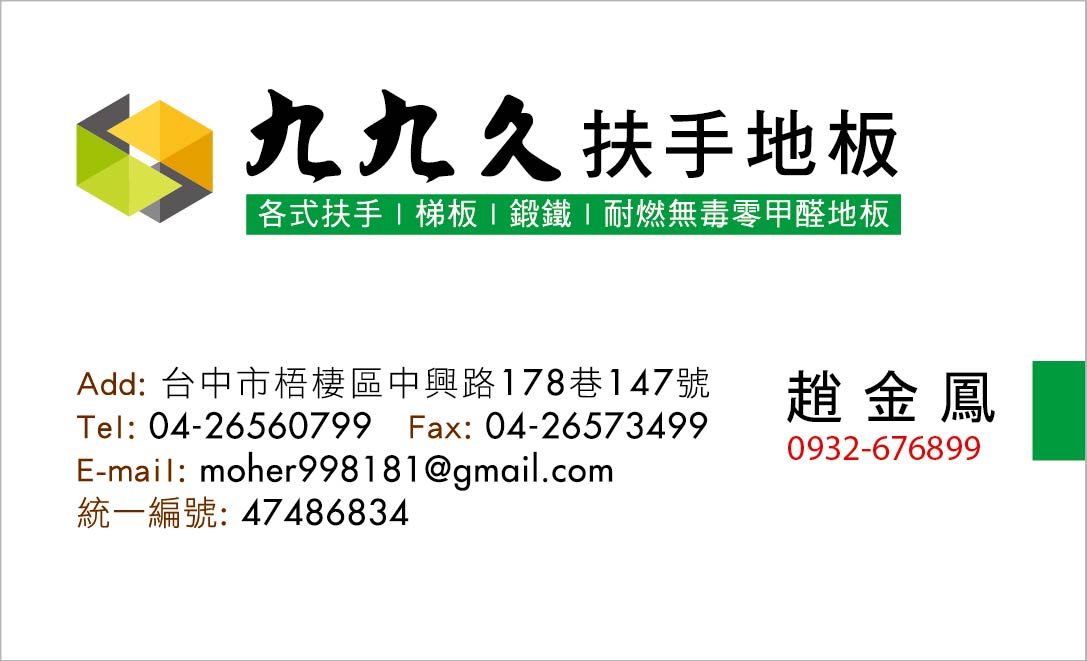 九九久扶手地板
各式扶手 | 梯板 | 鍛鐵 | 耐燃無毒零甲醛地板
Add: 台中市梧棲區中興路178巷147號
Tel: 04-26560799 Fax: 04-26573499
E-mail: moher998181@gmail.com
統一編號: 47486834
趙金鳳
0932-676899